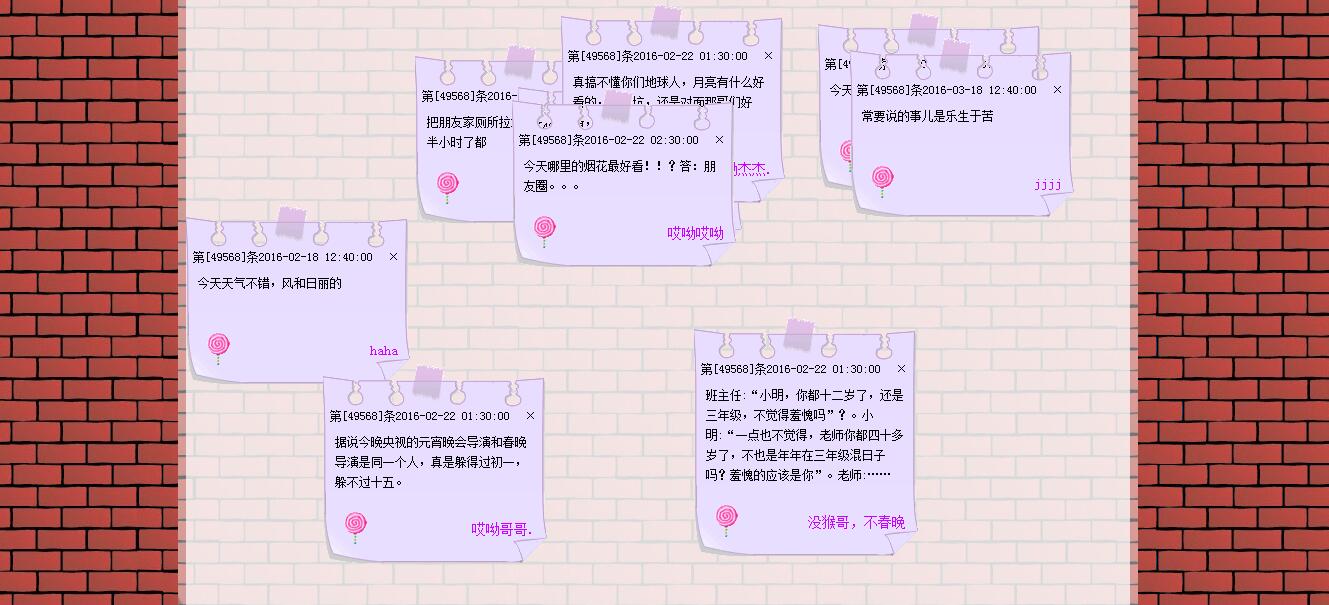 第[49568]条2016-02-22 01:30:00 ×
真搞不懂你们地球人，月亮有什么好
看的，
坑，还是对面那哥们好
杰杰.
第[49568]条2016-
把朋友家厕所拉
半小时了都
第[49568]条2016-02-22 02:30:00 ×
今天哪里的烟花最好看！！？答：朋
友圈。。。
哎呦哎呦
今天
第[49568]条2016-03-18 12:40:00 ×
常要说的事儿是乐生于苦
jjjj
第[49568]条2016-02-18 12:40:00 ×
今天天气不错，风和日丽的
haha
第[49568]条2016-02-22 01:30:00 ×
据说今晚央视的元宵晚会导演和春晚
导演是同一个人，真是躲得过初一，
躲不过十五。
哎呦哥哥.
第[49568]条2016-02-22 01:30:00 ×
班主任：“小明，你都十二岁了，还是
三年级，不觉得羞愧吗”？。小
明：“一点也不觉得，老师你都四十多
岁了，不也是年年在三年级混日子
吗？羞愧的应该是你”。老师:……
没猴哥，不春晚